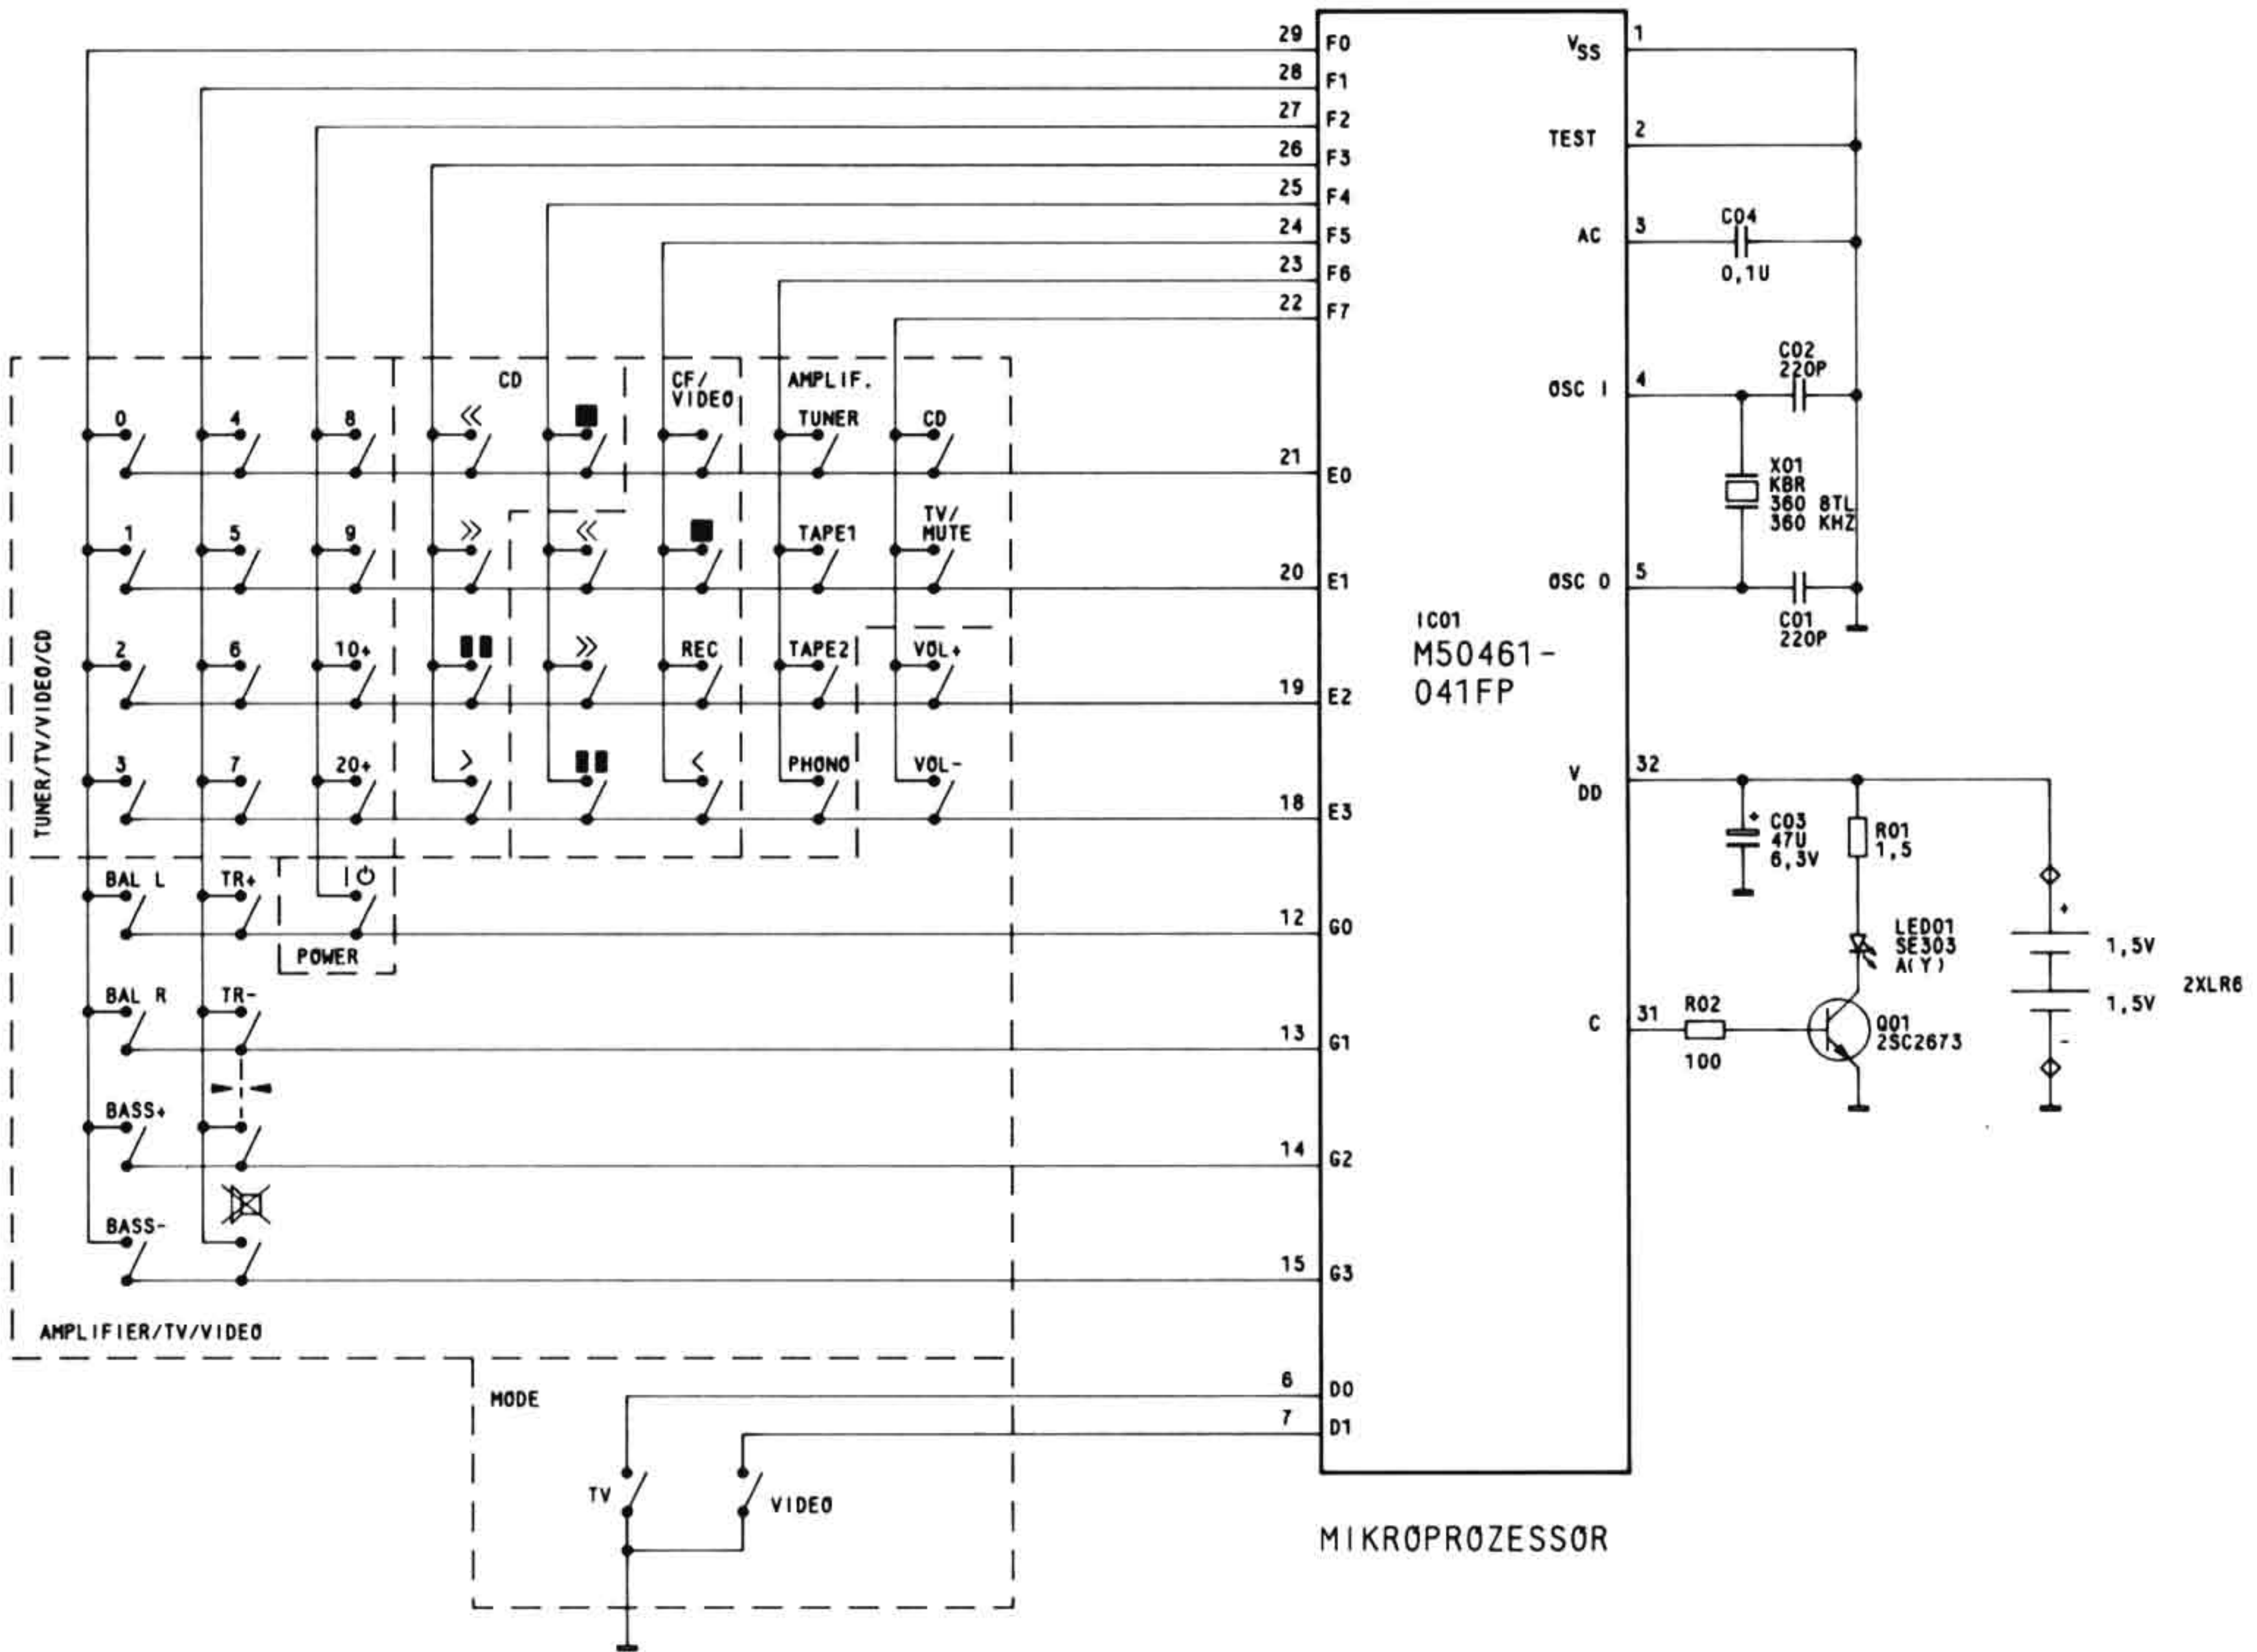 29 F0
28 F1
27 F2
26 F3
25 F4
24 F5
23 F6
22 F7
VSS 1
TEST 2
AC 3
C04
0,1U
C02
220P
OSC I 4
X01
KBR
360 8TL
360 KHZ
OSC O 5
C01
220P
CD
CF/
VIDEO
AMPLIF.
0 4 8 « TUNER CD
21 E0
1 5 9 » « TAPE1 TV/
MUTE
20 E1
2 6 10+ » REC TAPE2 VOL+
19 E2
3 7 20+ > < PHONO VOL-
18 E3
TUNER/TV/VIDEO/CD
IC01
M50461-
041FP
BAL L TR+
12 G0
POWER
BAL R TR-
13 G1
BASS+
14 G2
BASS-
15 G3
AMPLIFIER/TV/VIDEO
VDD 32
+ C03
47U
6,3V
R01
1,5
LED01
SE303
A(Y)
+
1,5V
1,5V
-
2XLR6
C 31
R02
100
Q01
2SC2673
MODE
6 D0
7 D1
TV
VIDEO
MIKROPROZESSOR